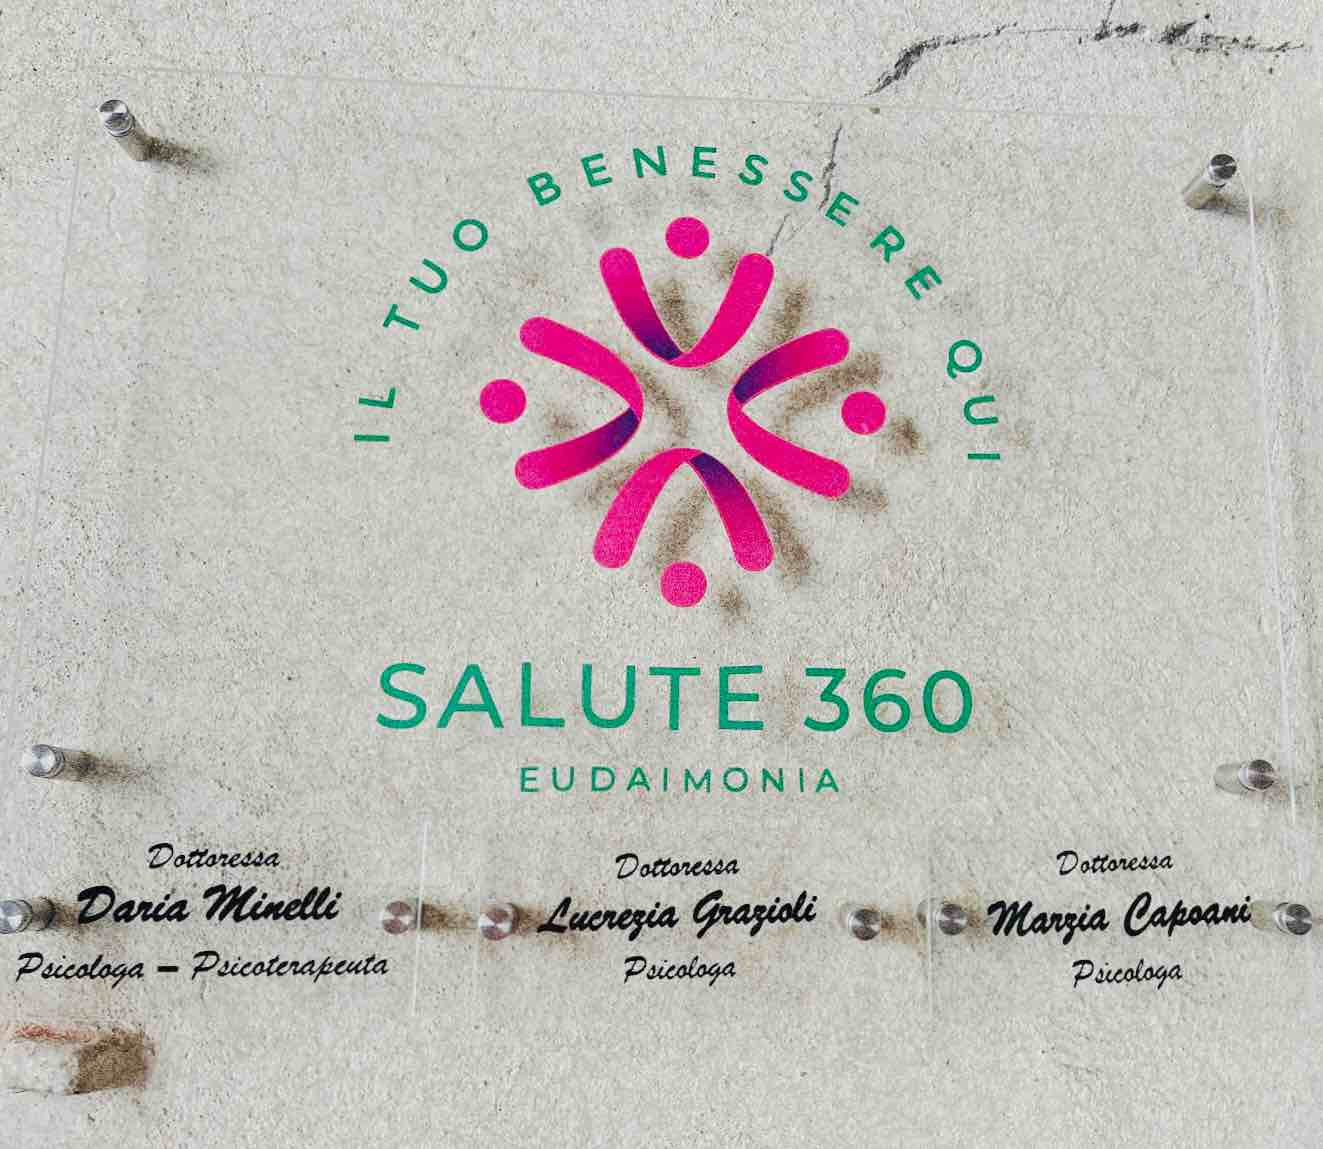 IL TUO BENESSERE QUI
SALUTE 360
EUDAIMONIA
Dottoressa
Daria Minelli
Psicologa - Psicoterapeuta
Dottoressa
Lucrezia Grazioli
Psicologa
Dottoressa
Marzia Capoani
Psicologa